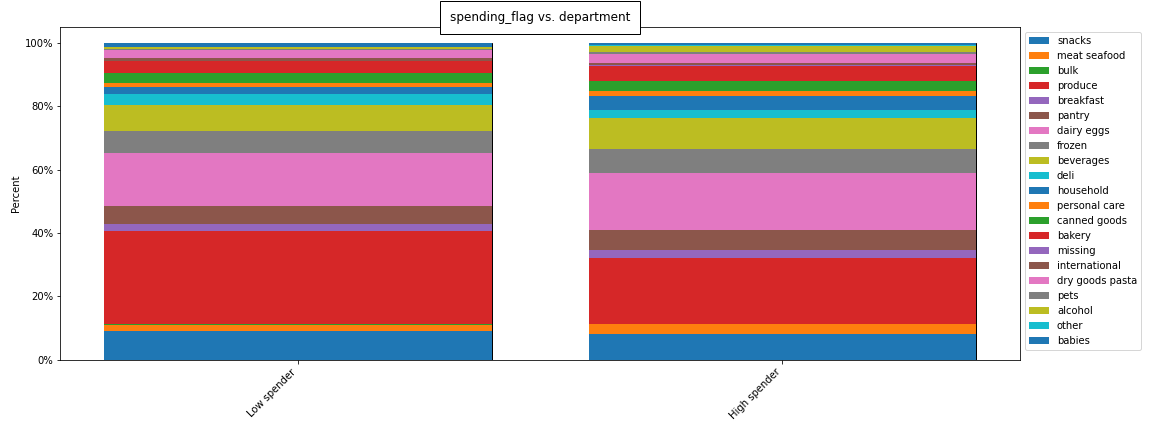 spending_flag vs. department
100%
80%
60%
40%
20%
0%
Percent
Low spender
High spender
snacks
meat seafood
bulk
produce
breakfast
pantry
dairy eggs
frozen
beverages
deli
household
personal care
canned goods
bakery
missing
international
dry goods pasta
pets
alcohol
other
babies